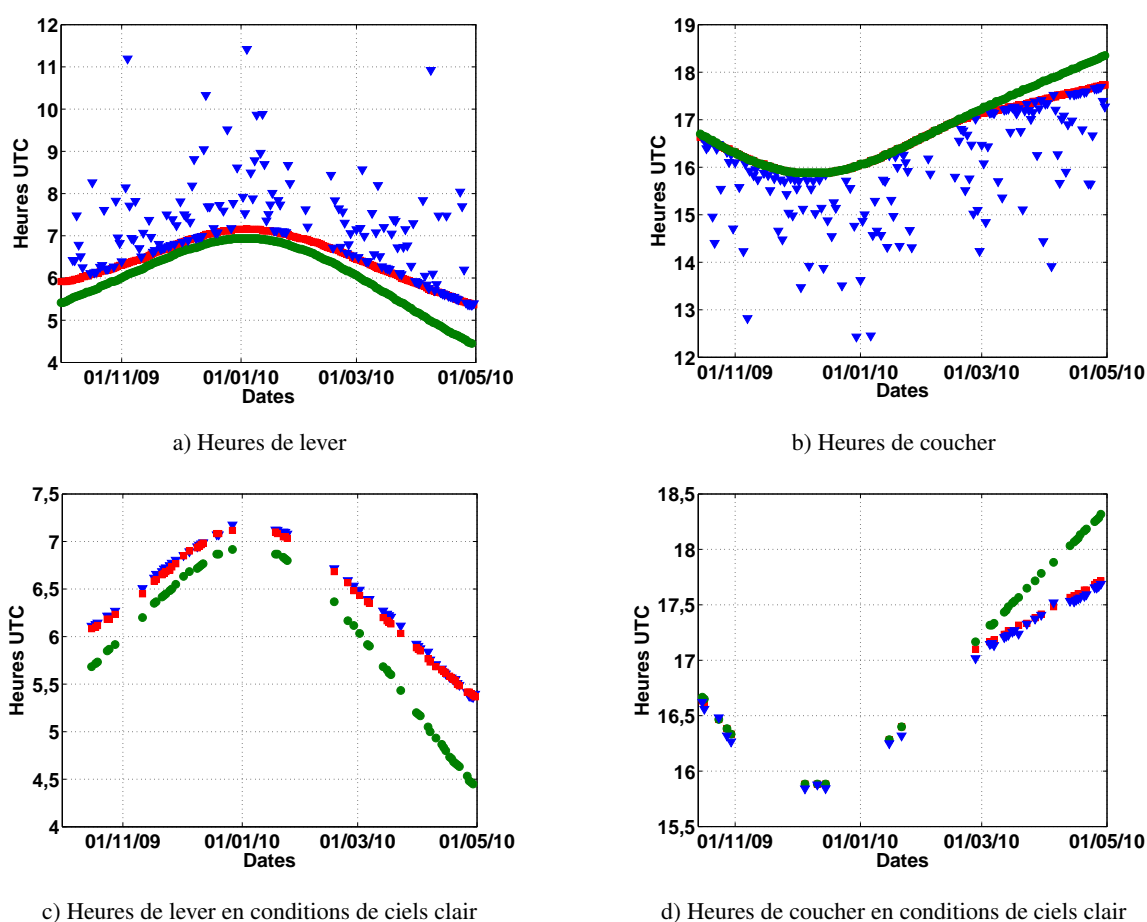 12
11
10
9
8
7
6
5
4
Heures UTC
01/11/09 01/01/10 01/03/10 01/05/10
Dates
a) Heures de lever
19
18
17
16
15
14
13
12
Heures UTC
01/11/09 01/01/10 01/03/10 01/05/10
Dates
b) Heures de coucher
7,5
7
6,5
6
5,5
5
4,5
4
Heures UTC
01/11/09 01/01/10 01/03/10 01/05/10
Dates
c) Heures de lever en conditions de ciels clair
18,5
18
17,5
17
16,5
16
15,5
Heures UTC
01/11/09 01/01/10 01/03/10 01/05/10
Dates
d) Heures de coucher en conditions de ciels clair